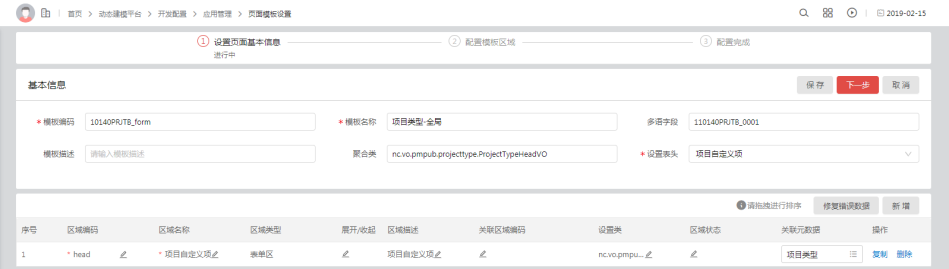 首页 > 动态建模平台 > 开发配置 > 应用管理 > 页面模板设置 2019-02-15
1 设置页面基本信息 2 配置模板区域 3 配置完成
进行中
基本信息 保存 下一步 取消
* 模板编码 10140PRJTB_form * 模板名称 项目类型-全局 多语字段 110140PRJTB_0001
模板描述 请输入模板描述 聚合类 nc.vo.pmpub.projecttype.ProjectTypeHeadVO * 设置表头 项目自定义项
请拖拽进行排序 修复错误数据 新增
序号 区域编码 区域名称 区域类型 展开/收起 区域描述 关联区域编码 设置类 区域状态 关联元数据 操作
1 * head * 项目自定义项 表单区 项目自定义项 nc.vo.pmpu... 项目类型 复制 删除